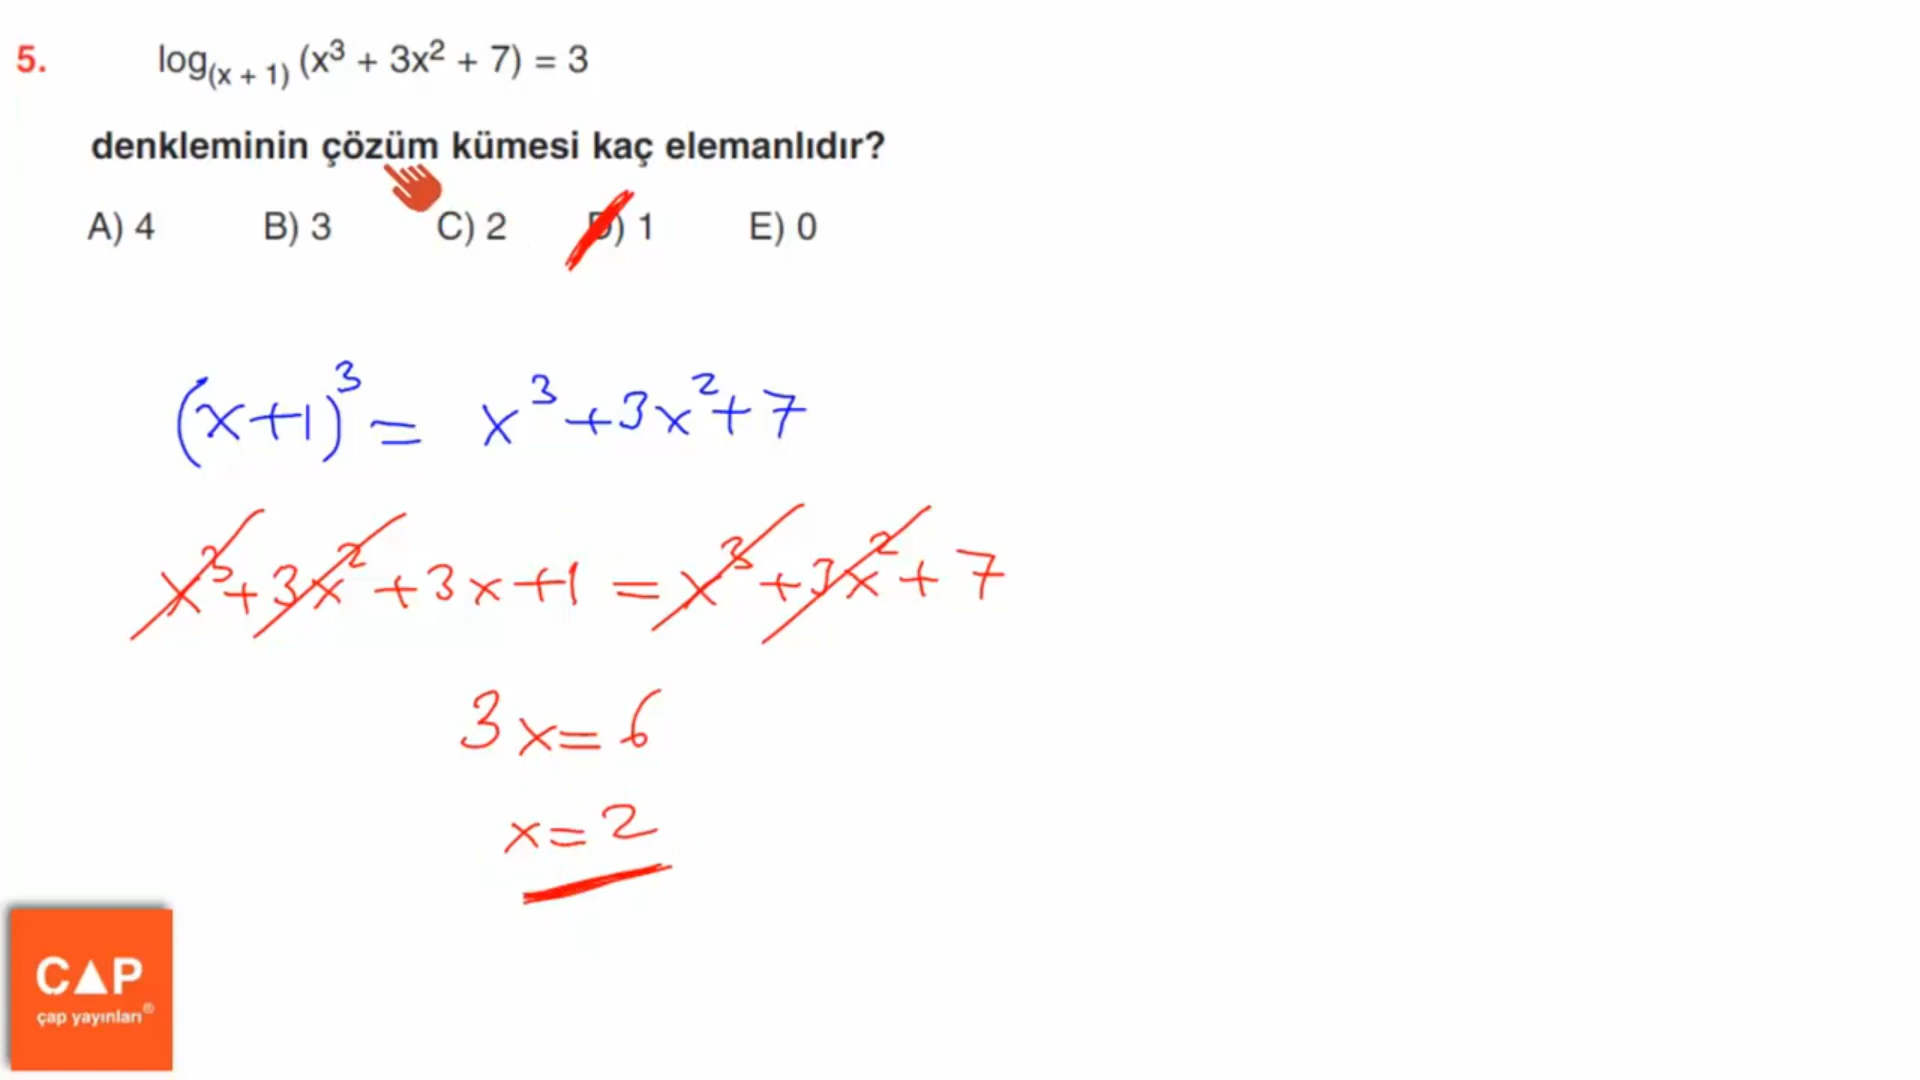 5. log(x + 1) (x³ + 3x² + 7) = 3
denkleminin çözüm kümesi kaç elemanlıdır?
A) 4 B) 3 C) 2 D) 1 E) 0
(x+1)³ = x³+3x²+7
x³+3x²+3x+1 = x³+3x²+7
3x=6
x=2
CAP
çap yayınları®